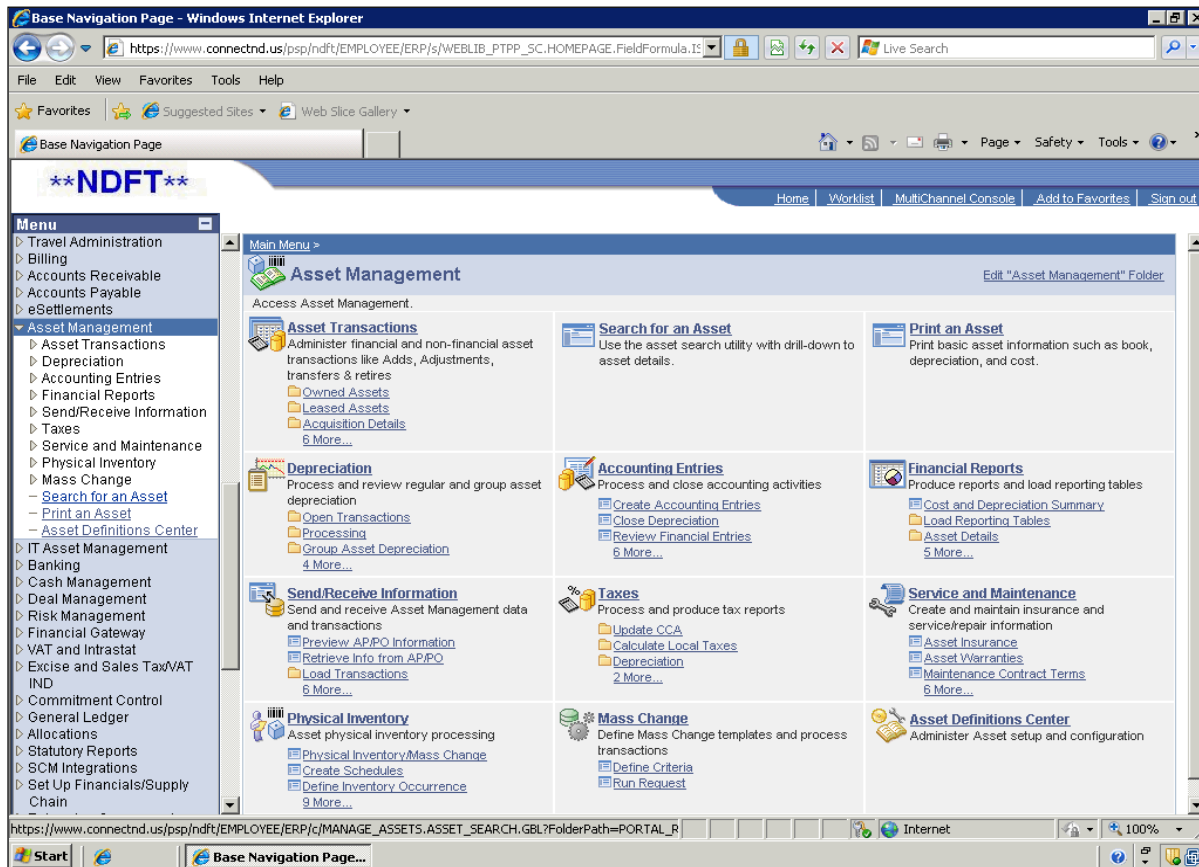 Base Navigation Page - Windows Internet Explorer
https://www.connectnd.us/psp/ndft/EMPLOYEE/ERP/s/WEBLIB_PTPP_SC.HOMEPAGE.FieldFormula.IS
Live Search
File Edit View Favorites Tools Help
Favorites Suggested Sites Web Slice Gallery
Base Navigation Page
Page Safety Tools
**NDFT**
Home Worklist MultiChannel Console Add to Favorites Sign out
Menu
Travel Administration
Billing
Accounts Receivable
Accounts Payable
eSettlements
Asset Management
Asset Transactions
Depreciation
Accounting Entries
Financial Reports
Send/Receive Information
Taxes
Service and Maintenance
Physical Inventory
Mass Change
Search for an Asset
Print an Asset
Asset Definitions Center
IT Asset Management
Banking
Cash Management
Deal Management
Risk Management
Financial Gateway
VAT and Intrastat
Excise and Sales Tax/VAT
IND
Commitment Control
General Ledger
Allocations
Statutory Reports
SCM Integrations
Set Up Financials/Supply
Chain
Main Menu >
Asset Management
Edit "Asset Management" Folder
Access Asset Management.
Asset Transactions
Administer financial and non-financial asset
transactions like Adds, Adjustments,
transfers & retires
Owned Assets
Leased Assets
Acquisition Details
6 More...
Search for an Asset
Use the asset search utility with drill-down to
asset details.
Print an Asset
Print basic asset information such as book,
depreciation, and cost.
Depreciation
Process and review regular and group asset
depreciation
Open Transactions
Processing
Group Asset Depreciation
4 More...
Accounting Entries
Process and close accounting activities
Create Accounting Entries
Close Depreciation
Review Financial Entries
6 More...
Financial Reports
Produce reports and load reporting tables
Cost and Depreciation Summary
Load Reporting Tables
Asset Details
5 More...
Send/Receive Information
Send and receive Asset Management data
and transactions
Preview AP/PO Information
Retrieve Info from AP/PO
Load Transactions
6 More...
Taxes
Process and produce tax reports
Update CCA
Calculate Local Taxes
Depreciation
2 More...
Service and Maintenance
Create and maintain insurance and
service/repair information
Asset Insurance
Asset Warranties
Maintenance Contract Terms
6 More...
Physical Inventory
Asset physical inventory processing
Physical Inventory/Mass Change
Create Schedules
Define Inventory Occurrence
9 More...
Mass Change
Define Mass Change templates and process
transactions
Define Criteria
Run Request
Asset Definitions Center
Administer Asset setup and configuration
https://www.connectnd.us/psp/ndft/EMPLOYEE/ERP/c/MANAGE_ASSETS.ASSET_SEARCH.GBL?FolderPath=PORTAL_R
Internet
100%
Start
Base Navigation Page...